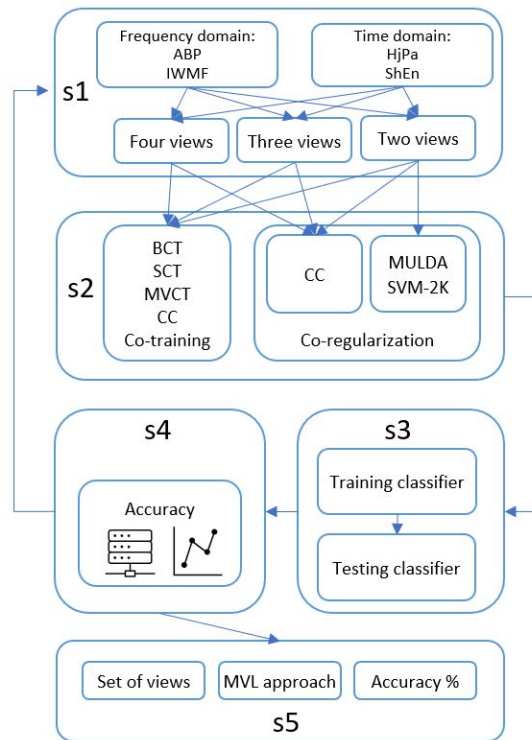 Frequency domain:
ABP
IWMF
Time domain:
HjPa
ShEn
s1
Four views
Three views
Two views
s2
BCT
SCT
MVCT
CC
Co-training
CC
MULDA
SVM-2K
Co-regularization
s4
Accuracy
s3
Training classifier
Testing classifier
Set of views
MVL approach
Accuracy %
s5